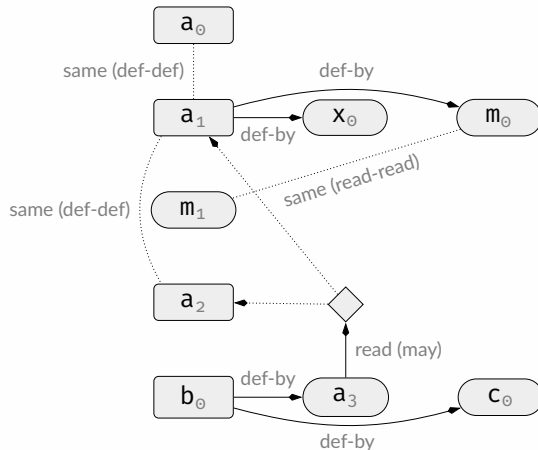 a₀
same (def-def)
def-by
a₁
x₀
m₀
def-by
same (read-read)
m₁
same (def-def)
a₂
read (may)
def-by
b₀
a₃
c₀
def-by